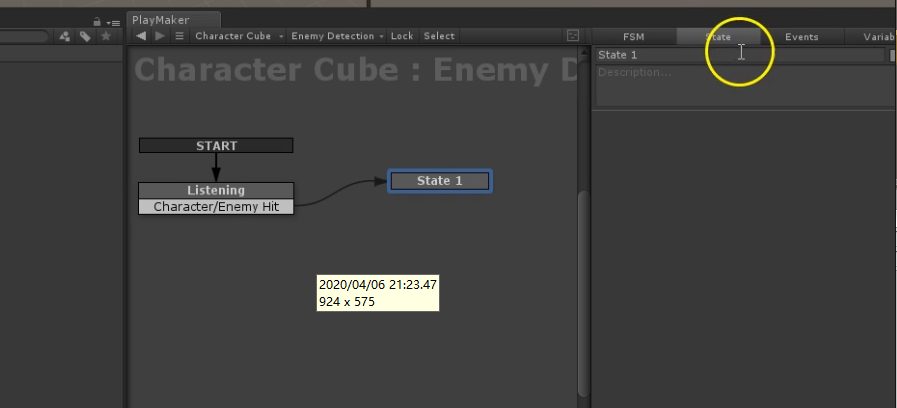 PlayMaker
Character Cube Enemy Detection Lock Select
FSM State Events Variab
State 1
Description...
Character Cube : Enemy D
START
Listening
Character/Enemy Hit
State 1
2020/04/06 21:23.47
924 x 575